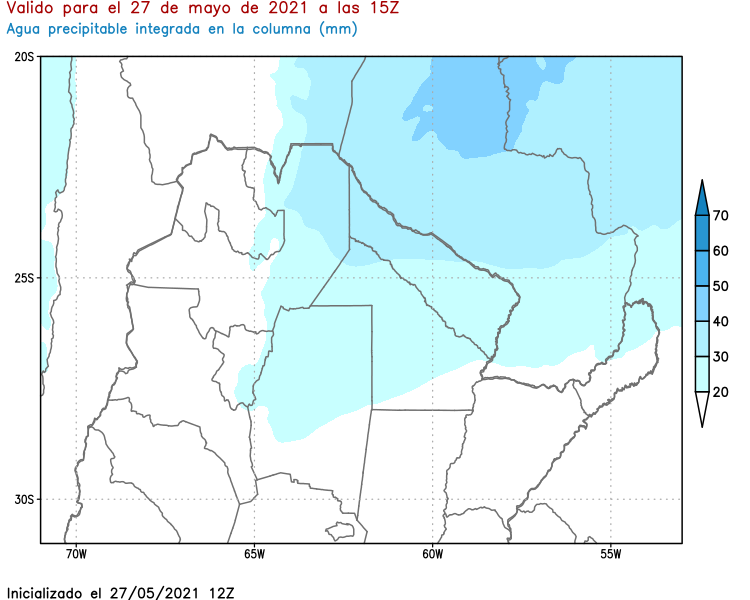 Valido para el 27 de mayo de 2021 a las 15Z
Agua precipitable integrada en la columna (mm)
20S
25S
30S
70W
65W
60W
55W
70
60
50
40
30
20
Inicializado el 27/05/2021 12Z